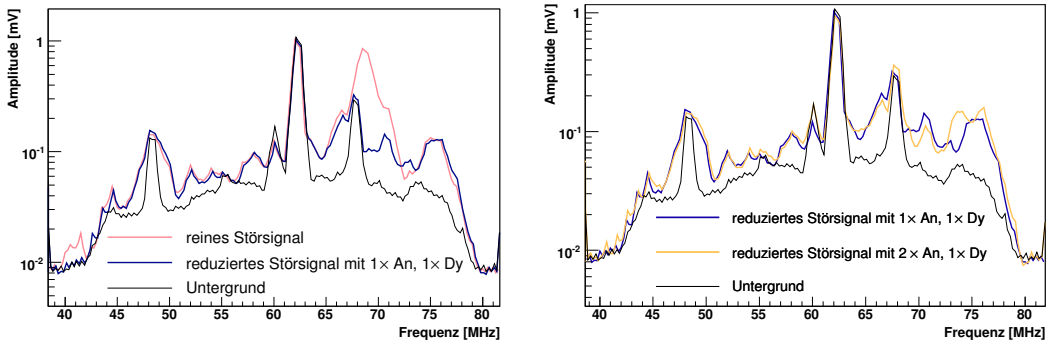 Amplitude [mV]
1
10⁻¹
10⁻²
reines Störsignal
reduziertes Störsignal mit 1× An, 1× Dy
Untergrund
40 45 50 55 60 65 70 75 80
Frequenz [MHz]
Amplitude [mV]
1
10⁻¹
10⁻²
reduziertes Störsignal mit 1× An, 1× Dy
reduziertes Störsignal mit 2× An, 1× Dy
Untergrund
40 45 50 55 60 65 70 75 80
Frequenz [MHz]